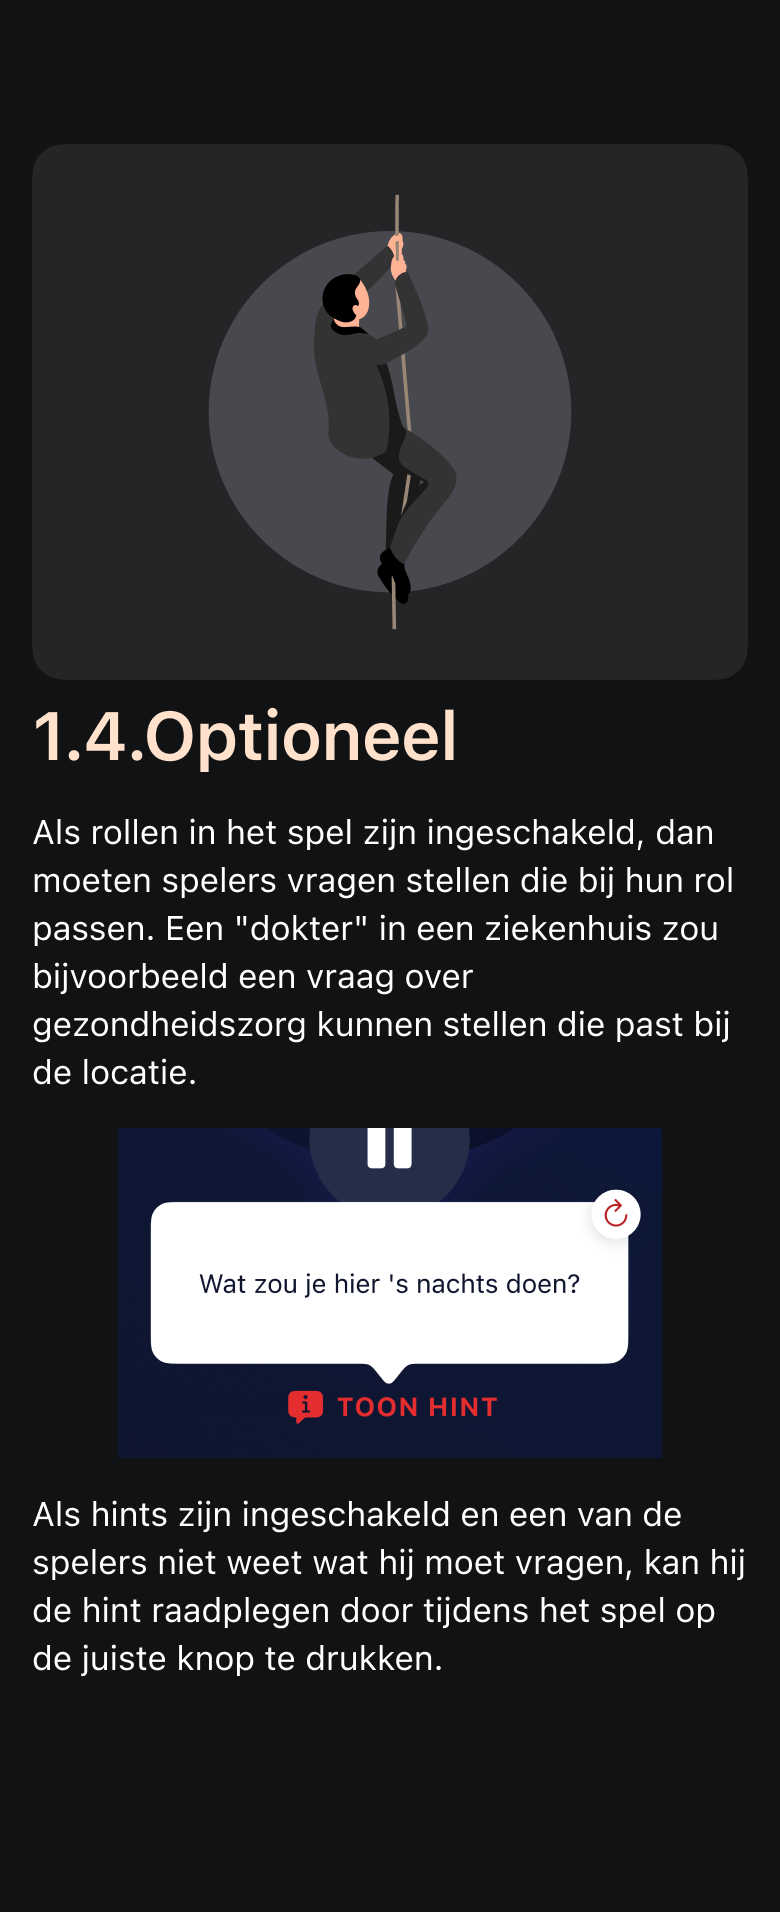 1.4.Optioneel
Als rollen in het spel zijn ingeschakeld, dan
moeten spelers vragen stellen die bij hun rol
passen. Een "dokter" in een ziekenhuis zou
bijvoorbeeld een vraag over
gezondheidszorg kunnen stellen die past bij
de locatie.
Wat zou je hier 's nachts doen?
TOON HINT
Als hints zijn ingeschakeld en een van de
spelers niet weet wat hij moet vragen, kan hij
de hint raadplegen door tijdens het spel op
de juiste knop te drukken.